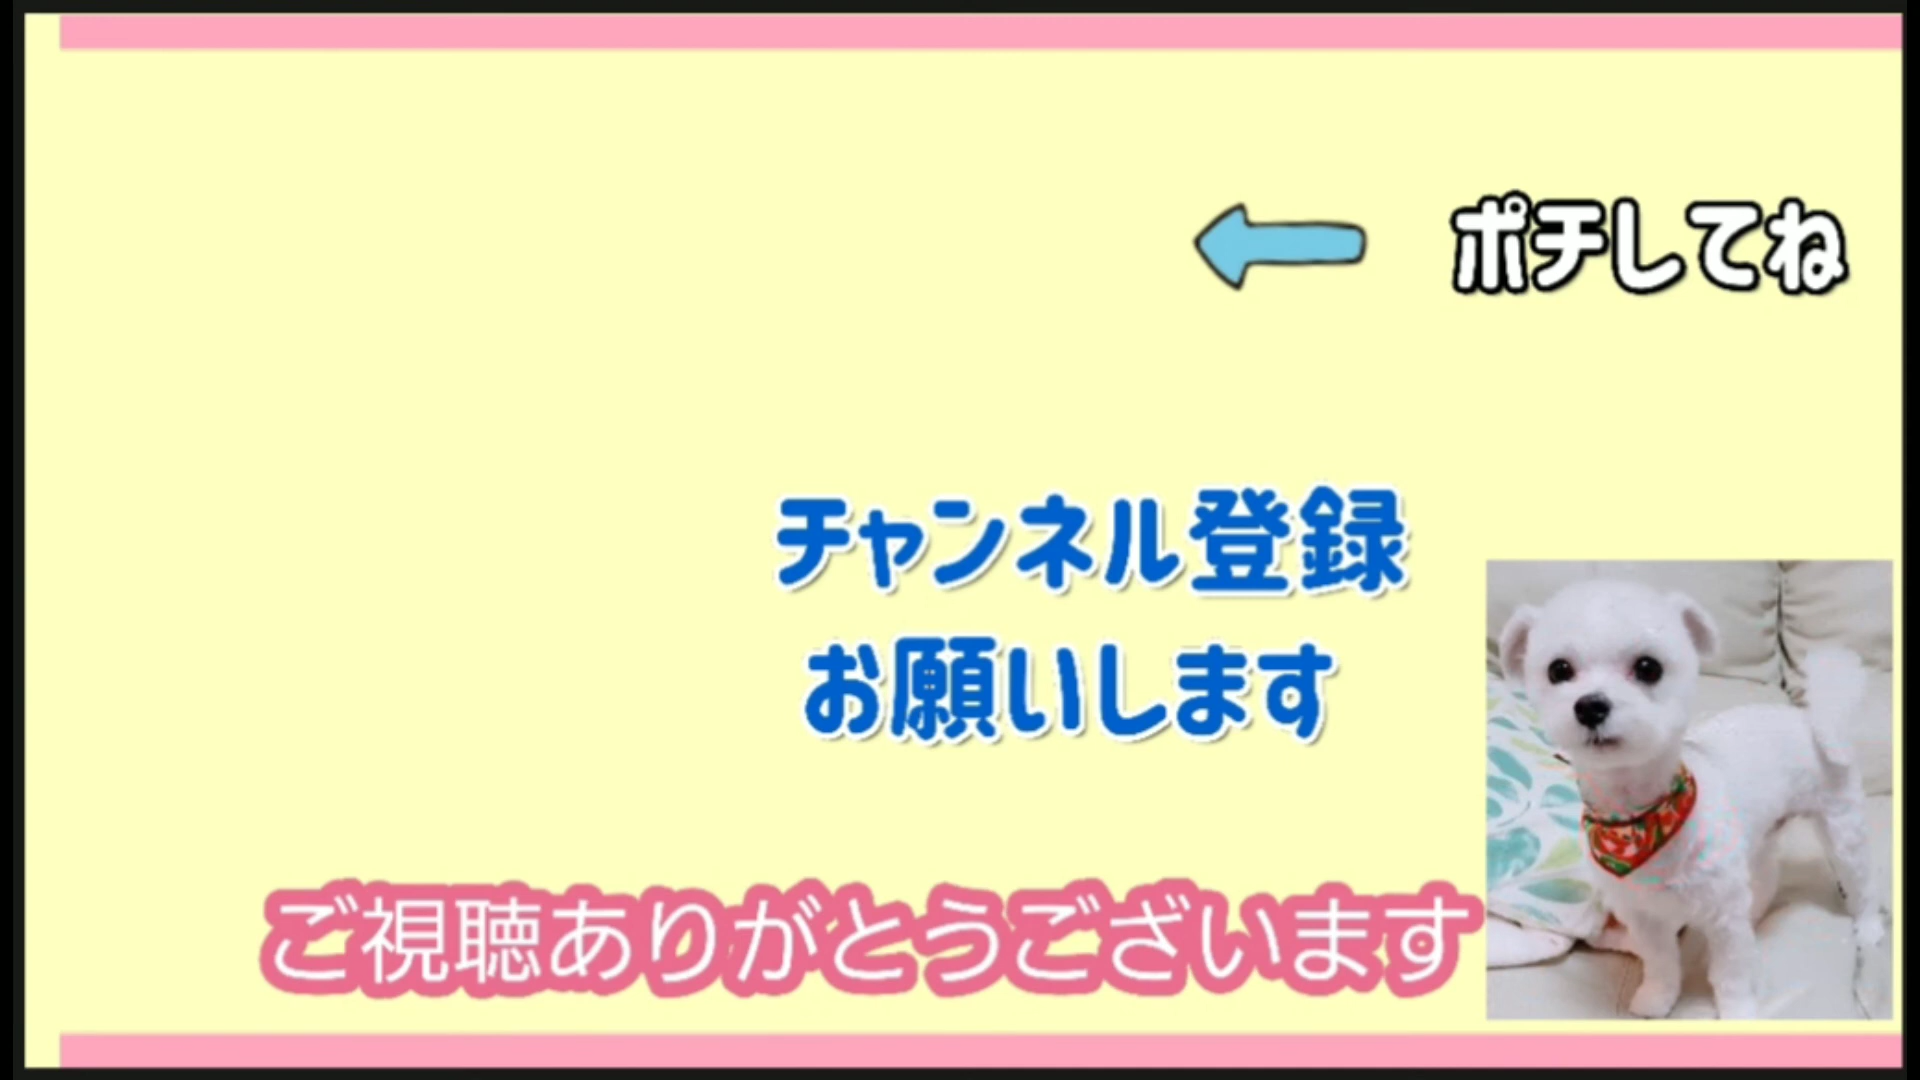 ポチしてね
チャンネル登録
お願いします
ご視聴ありがとうございます